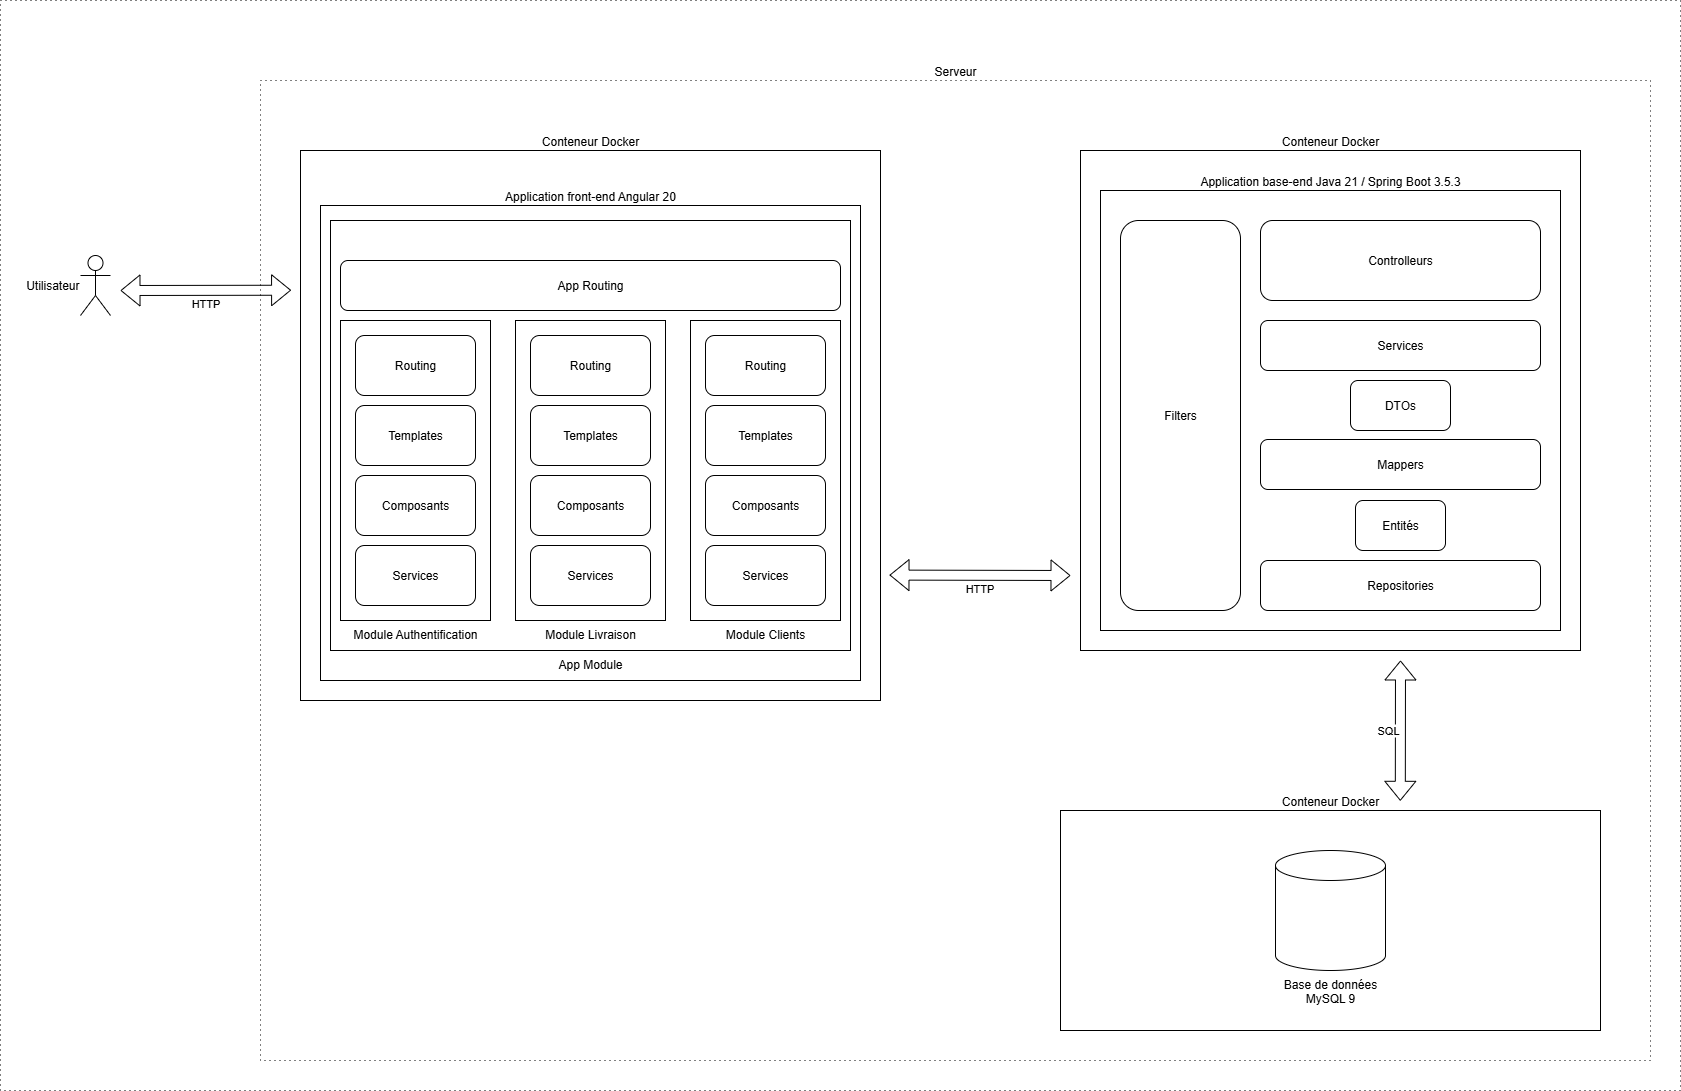 Serveur
Conteneur Docker
Application front-end Angular 20
App Routing
Routing
Templates
Composants
Services
Module Authentification
Routing
Templates
Composants
Services
Module Livraison
Routing
Templates
Composants
Services
Module Clients
App Module
Utilisateur
HTTP
HTTP
Conteneur Docker
Application base-end Java 21 / Spring Boot 3.5.3
Filters
Controlleurs
Services
DTOs
Mappers
Entités
Repositories
SQL
Conteneur Docker
Base de données
MySQL 9